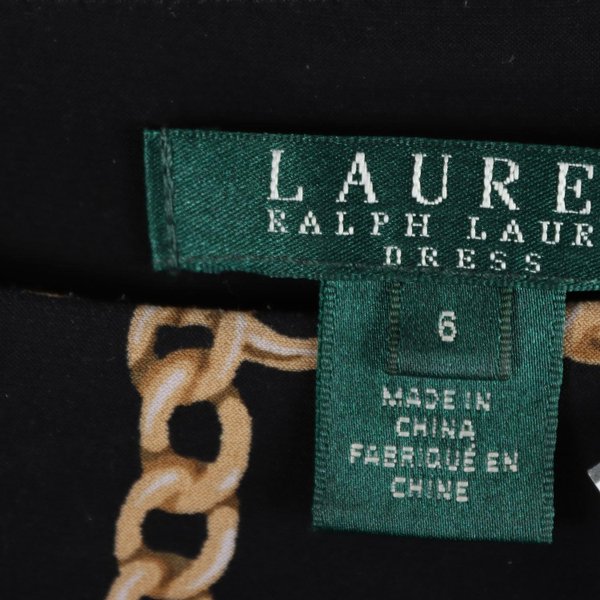 LAURE
RALPH LAUR
DRESS
6
MADE IN
CHINA
FABRIQUÉ EN
CHINE